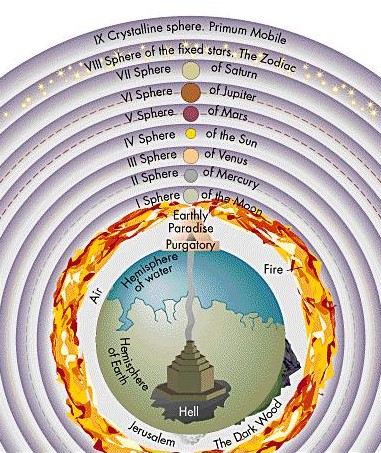 IX Crystalline sphere. Primum Mobile
VIII Sphere of the fixed stars. The Zodiac
VII Sphere of Saturn
VI Sphere of Jupiter
V.Sphere of Mars
IV Sphere of the Sun
III Sphere of Venus
II Sphere of Mercury
I Sphere of the Moon
Earthly
Paradise
Purgatory
Hemisphere
of water
Fire
Air
Hemisphere
of Earth
Hell
Jerusalem
The Dark Wood